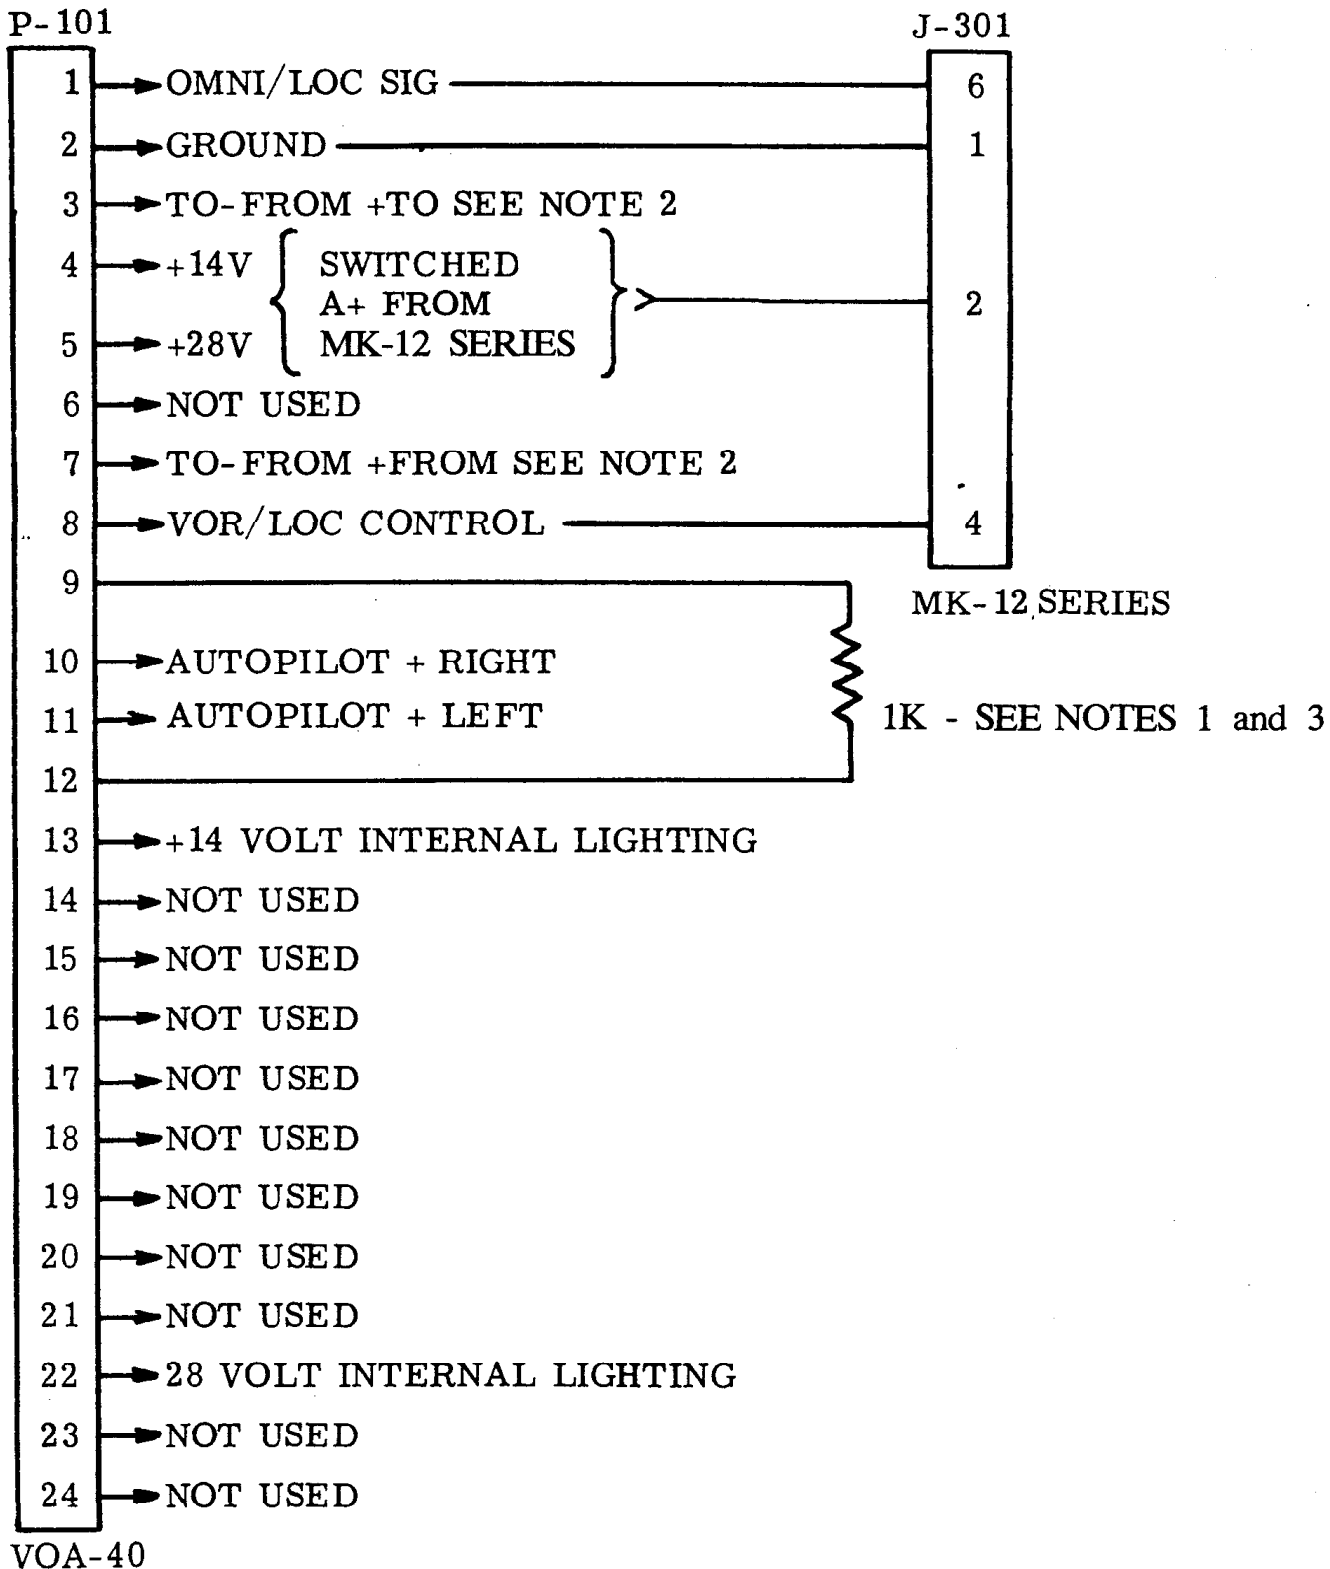 P-101
J-301
1 OMNI/LOC SIG 6
2 GROUND 1
3 TO-FROM +TO SEE NOTE 2
4 +14V SWITCHED
A+ FROM 2
5 +28V MK-12 SERIES
6 NOT USED
7 TO-FROM +FROM SEE NOTE 2
8 VOR/LOC CONTROL 4
9
MK-12 SERIES
10 AUTOPILOT + RIGHT
11 AUTOPILOT + LEFT 1K - SEE NOTES 1 and 3
12
13 +14 VOLT INTERNAL LIGHTING
14 NOT USED
15 NOT USED
16 NOT USED
17 NOT USED
18 NOT USED
19 NOT USED
20 NOT USED
21 NOT USED
22 28 VOLT INTERNAL LIGHTING
23 NOT USED
24 NOT USED
VOA-40